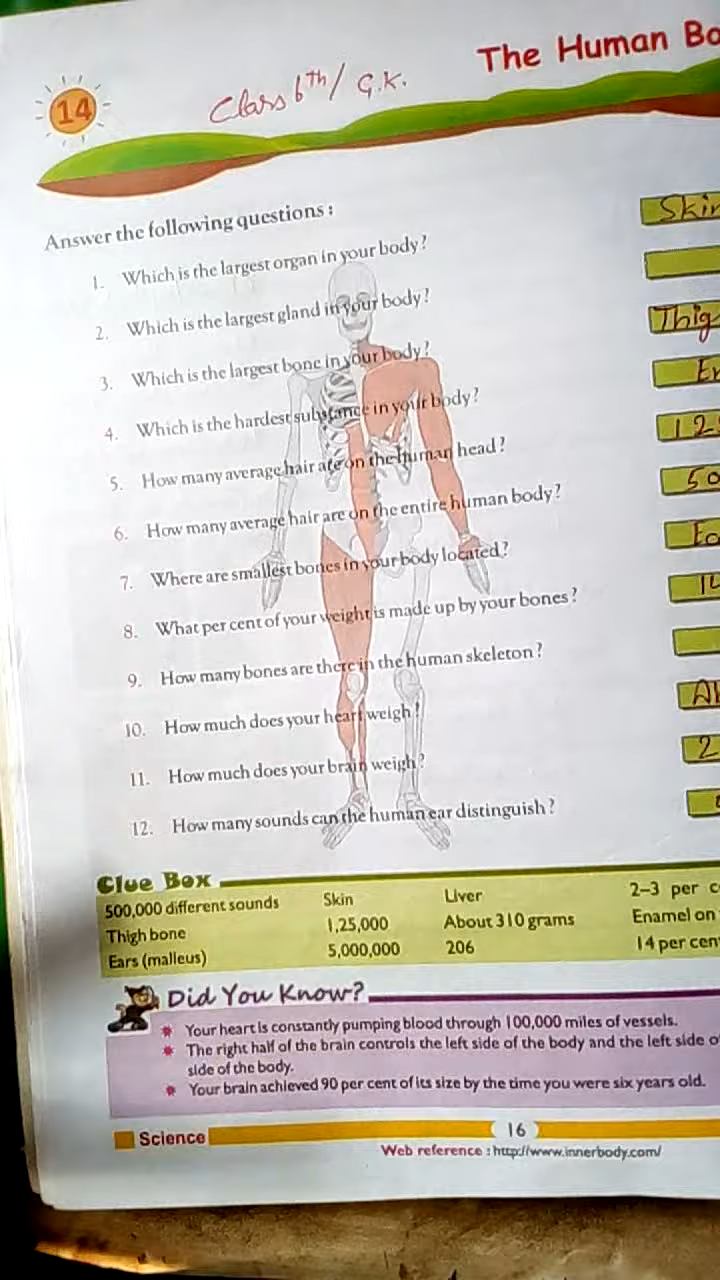 The Human Bo
14
Class 6th/ G.K.
Answer the following questions :
Skin
1. Which is the largest organ in your body?
2. Which is the largest gland in your body?
Thig
3. Which is the largest bone in your body?
En
4. Which is the hardest substance in your body?
12
5. How many average hair are on the human head?
50
6. How many average hair are on the entire human body?
Ea
7. Where are smallest bones in your body located?
14
8. What per cent of your weight is made up by your bones?
9. How many bones are there in the human skeleton?
Ab
10. How much does your heart weigh?
2
11. How much does your brain weigh?
12. How many sounds can the human ear distinguish?
Clue Box
500,000 different sounds Skin Liver 2–3 per c
Thigh bone 1,25,000 About 310 grams Enamel on
Ears (malleus) 5,000,000 206 14 per cen
Did You Know?
Your heart is constantly pumping blood through 100,000 miles of vessels.
The right half of the brain controls the left side of the body and the left side o
side of the body.
Your brain achieved 90 per cent of its size by the time you were six years old.
Science 16
Web reference : http://www.innerbody.com/